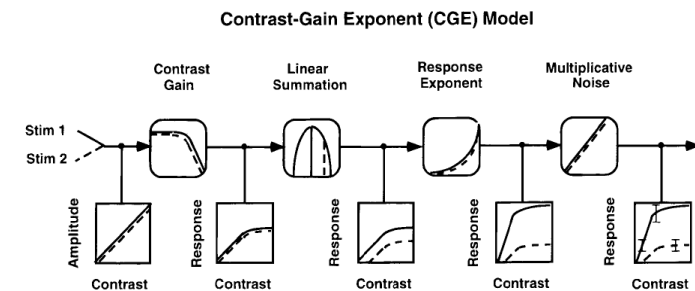 Contrast-Gain Exponent (CGE) Model
Contrast
Gain
Linear
Summation
Response
Exponent
Multiplicative
Noise
Stim 1
Stim 2
Amplitude
Response
Response
Response
Response
Contrast
Contrast
Contrast
Contrast
Contrast